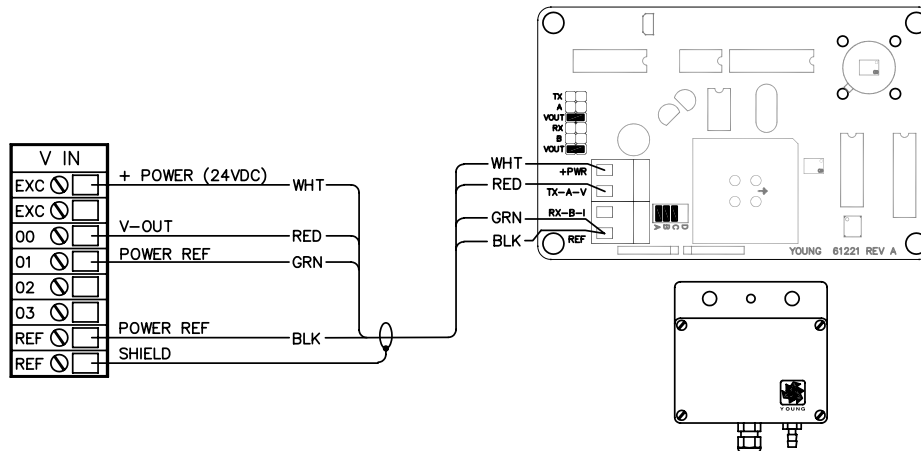 V IN
EXC
EXC
00
01
02
03
REF
REF
+ POWER (24VDC)
WHT
V-OUT
RED
POWER REF
GRN
POWER REF
BLK
SHIELD
WHT
RED
GRN
BLK
TX
A
VOUT
RX
B
VOUT
+PWR
TX-A-V
RX-B-I
REF
A B C D
YOUNG 61221 REV A
YOUNG